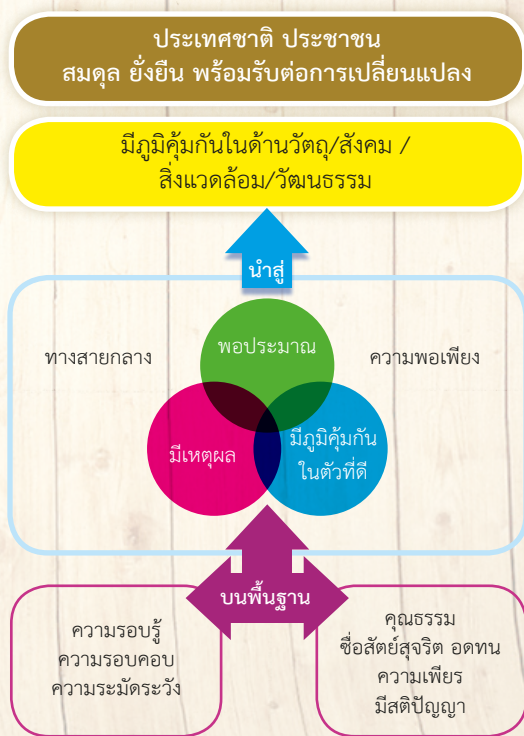 ประเทศชาติ ประชาชน
สมดุล ยั่งยืน พร้อมรับต่อการเปลี่ยนแปลง
มีภูมิคุ้มกันในด้านวัตถุ/สังคม /
สิ่งแวดล้อม/วัฒนธรรม
นำสู่
ทางสายกลาง
พอประมาณ
ความพอเพียง
มีเหตุผล
มีภูมิคุ้มกัน
ในตัวที่ดี
บนพื้นฐาน
ความรอบรู้
ความรอบคอบ
ความระมัดระวัง
คุณธรรม
ซื่อสัตย์สุจริต อดทน
ความเพียร
มีสติปัญญา